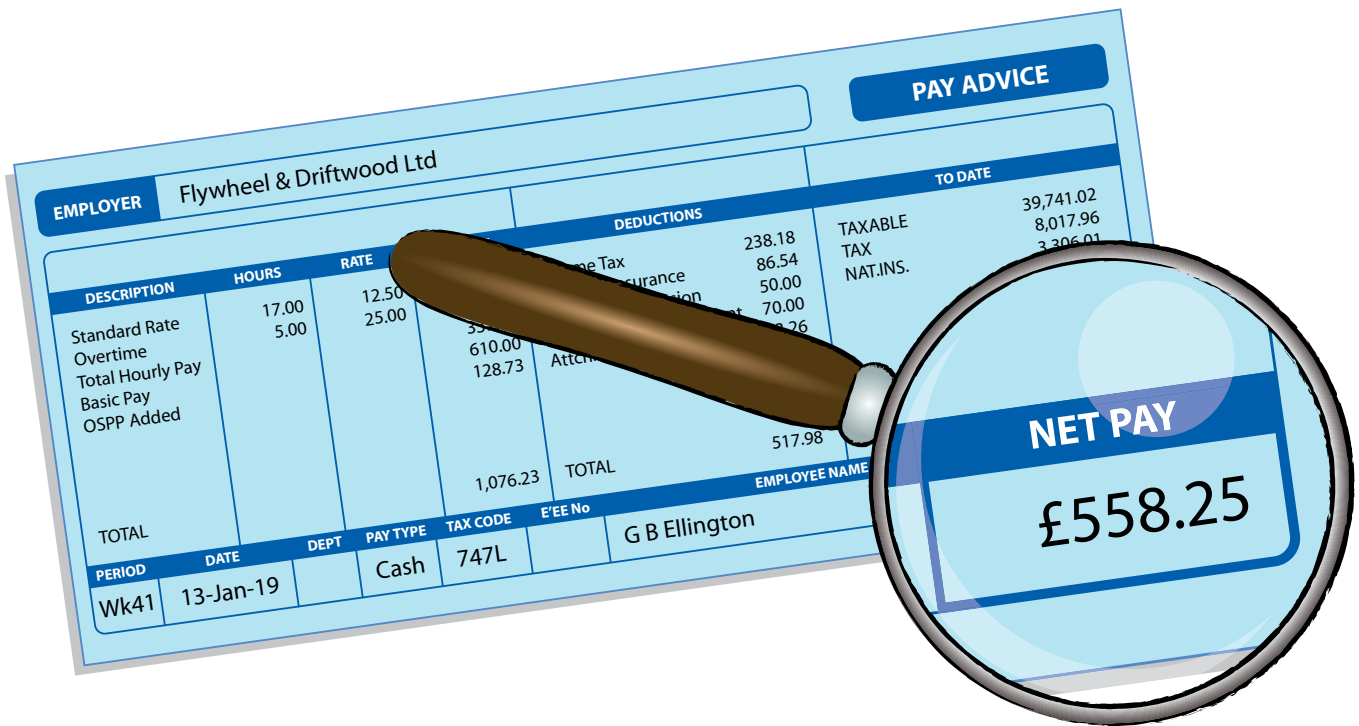 PAY ADVICE
EMPLOYER Flywheel & Driftwood Ltd
DESCRIPTION HOURS RATE DEDUCTIONS TO DATE
Standard Rate 17.00 12.50
Overtime 5.00 25.00
Total Hourly Pay
Basic Pay 610.00
OSPP Added 128.73
TOTAL 1,076.23
Tax 238.18
86.54
50.00
70.00
TOTAL 517.98
TAXABLE 39,741.02
TAX 8,017.96
NAT.INS. 3,306.01
PERIOD DATE DEPT PAY TYPE TAX CODE E'EE No EMPLOYEE NAME
Wk41 13-Jan-19 Cash 747L G B Ellington
NET PAY
£558.25